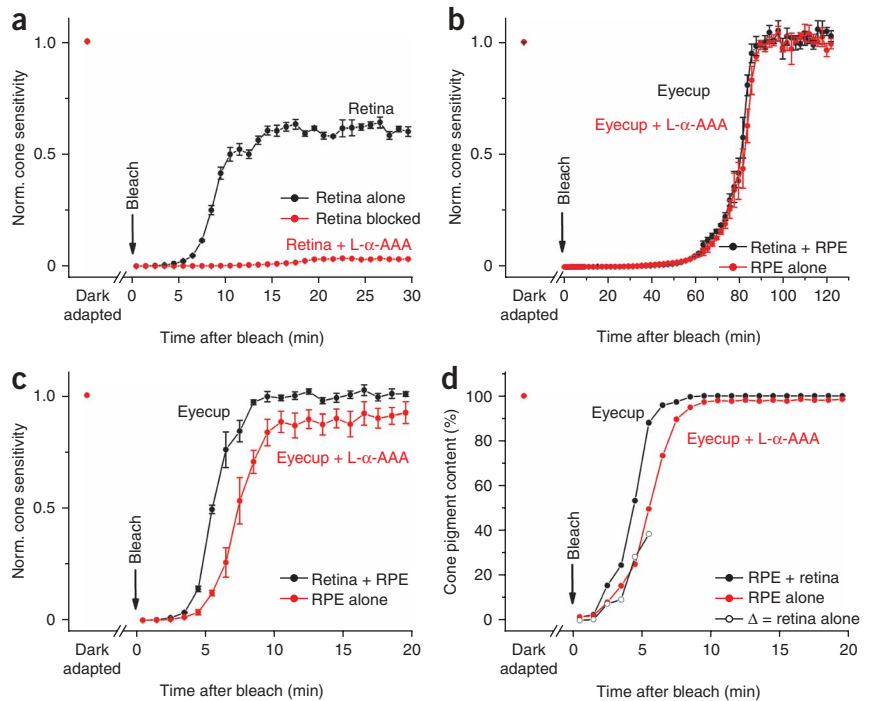 a
Norm. cone sensitivity
1.0
0.5
0
Bleach
Retina
Retina alone
Retina blocked
Retina + L-α-AAA
Dark
adapted
0 5 10 15 20 25 30
Time after bleach (min)
b
Norm. cone sensitivity
1.0
0.5
0
Bleach
Eyecup
Eyecup + L-α-AAA
Retina + RPE
RPE alone
Dark
adapted
0 20 40 60 80 100 120
Time after bleach (min)
c
Norm. cone sensitivity
1.0
0.5
0
Bleach
Eyecup
Eyecup + L-α-AAA
Retina + RPE
RPE alone
Dark
adapted
0 5 10 15 20
Time after bleach (min)
d
Cone pigment content (%)
100
80
60
40
20
0
Bleach
Eyecup
Eyecup + L-α-AAA
RPE + retina
RPE alone
Δ = retina alone
Dark
adapted
0 5 10 15 20
Time after bleach (min)